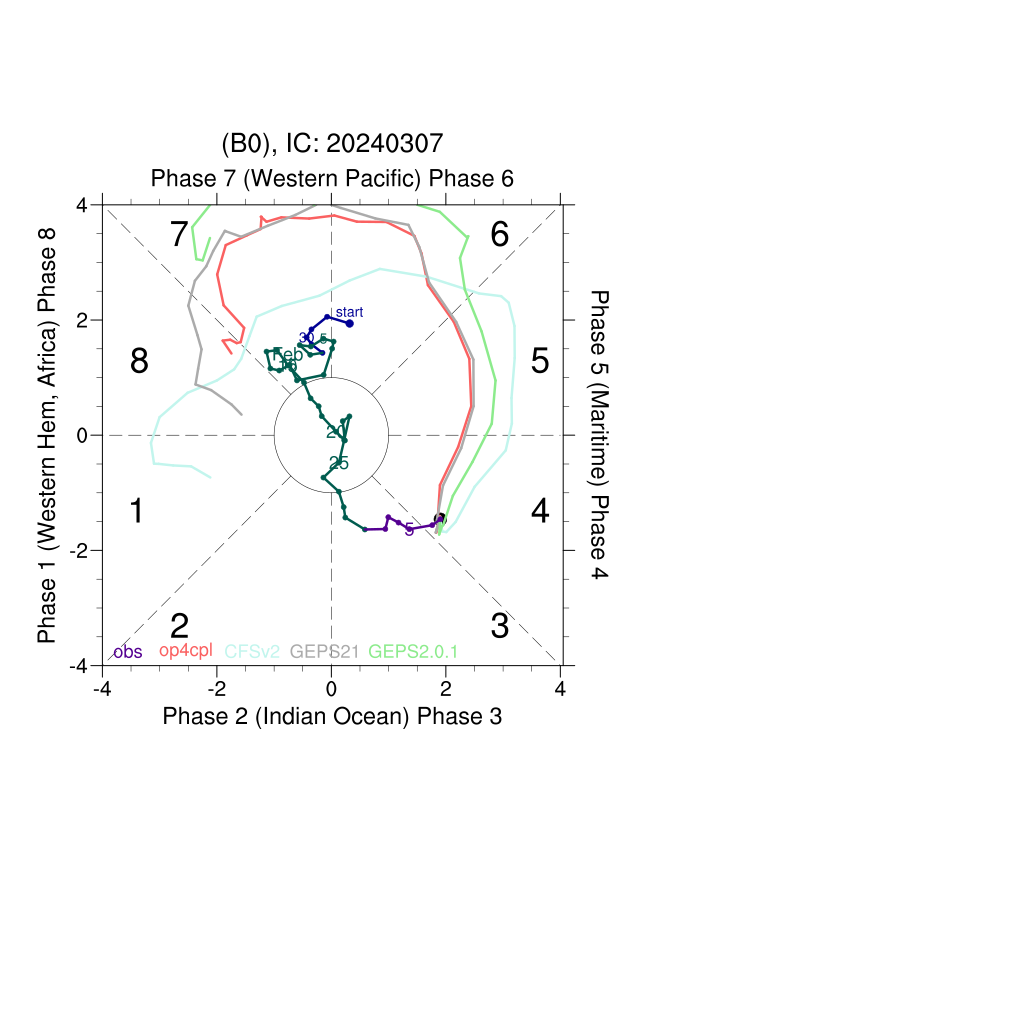 (B0), IC: 20240307
Phase 7 (Western Pacific) Phase 6
4
7
6
start
30
5
Feb
2
Phase 1 (Western Hem, Africa) Phase 8
8
5
Phase 5 (Maritime) Phase 4
0
20
25
1
4
5
-2
2
3
obs op4cpl CFSv2 GEPS21 GEPS2.0.1
-4
-4 -2 0 2 4
Phase 2 (Indian Ocean) Phase 3